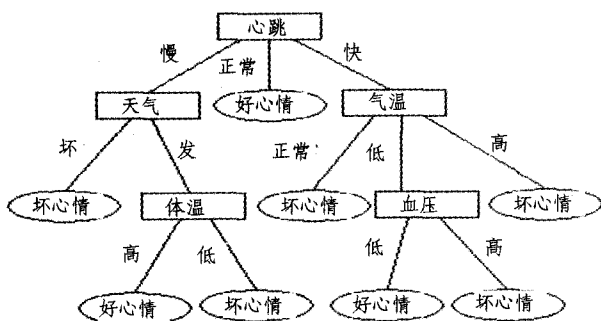 心跳
慢 正常 快
天气 好心情 气温
坏 发 正常 低 高
坏心情 体温 坏心情 血压 坏心情
高 低 低 高
好心情 坏心情 好心情 坏心情